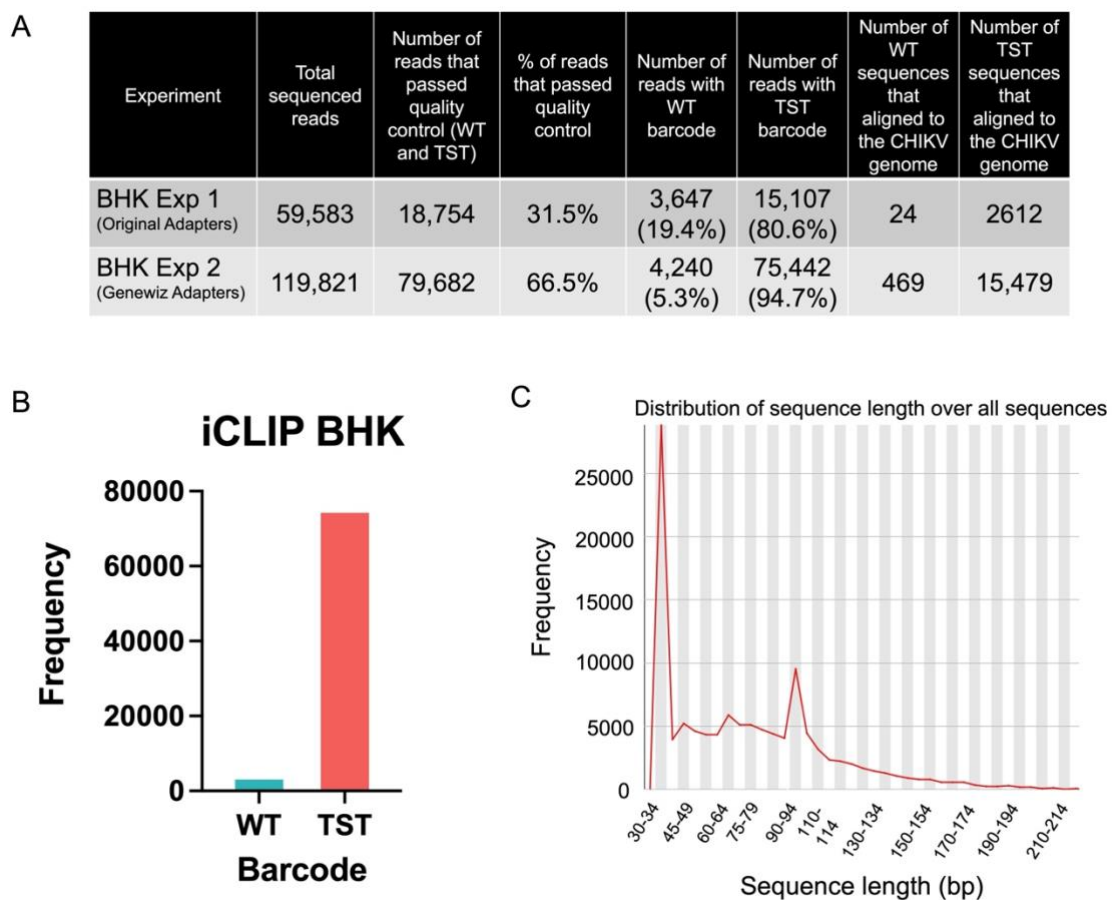 A
Experiment
Total
sequenced
reads
Number of
reads that
passed
quality
control (WT
and TST)
% of reads
that passed
quality
control
Number of
reads with
WT
barcode
Number of
reads with
TST
barcode
Number of
WT
sequences
that
aligned to
the CHIKV
genome
Number of
TST
sequences
that
aligned to
the CHIKV
genome
BHK Exp 1
(Original Adapters)
59,583
18,754
31.5%
3,647
(19.4%)
15,107
(80.6%)
24
2612
BHK Exp 2
(Genewiz Adapters)
119,821
79,682
66.5%
4,240
(5.3%)
75,442
(94.7%)
469
15,479
B
iCLIP BHK
Frequency
80000
60000
40000
20000
0
WT
TST
Barcode
C
Distribution of sequence length over all sequences
Frequency
25000
20000
15000
10000
5000
0
30-34
45-49
60-64
75-79
90-94
110-
114
130-134
150-154
170-174
190-194
210-214
Sequence length (bp)